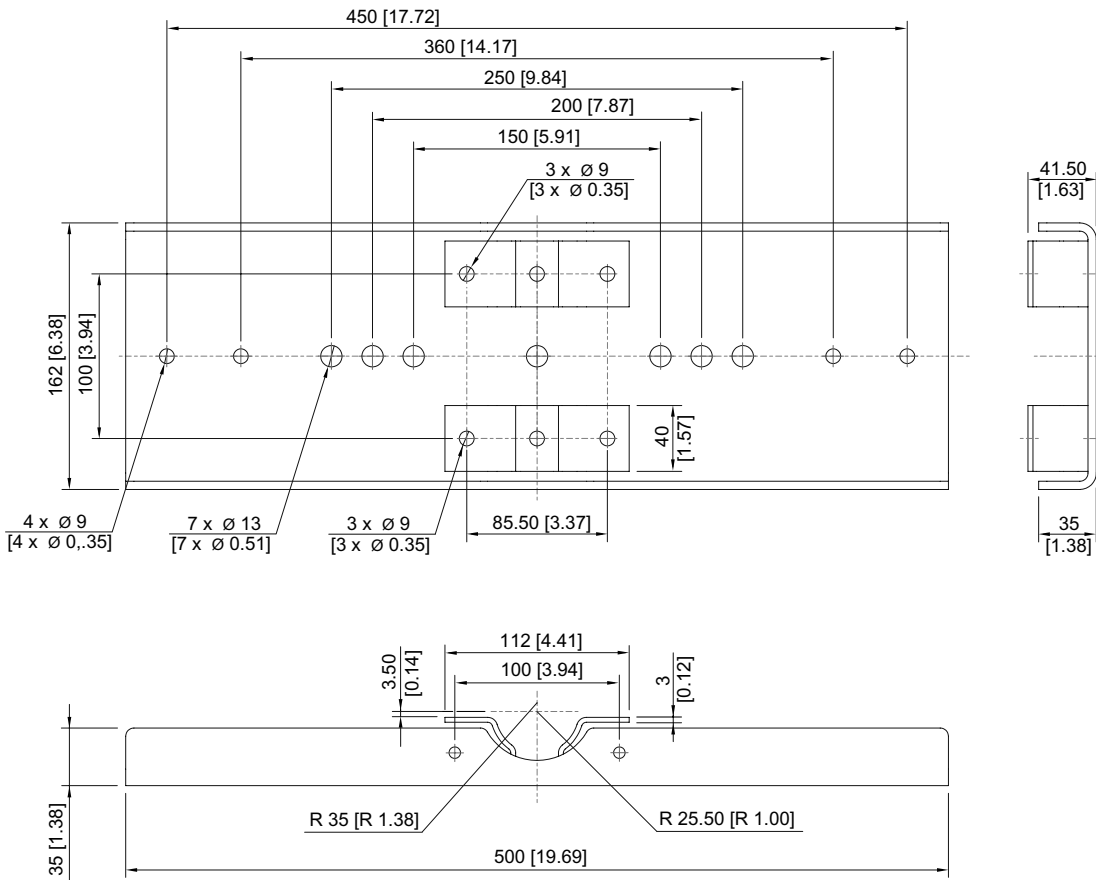 450 [17.72]
360 [14.17]
250 [9.84]
200 [7.87]
150 [5.91]
3 x Ø 9
[3 x Ø 0.35]
41.50
[1.63]
162 [6.38]
100 [3.94]
40
[1.57]
4 x Ø 9
[4 x Ø 0,.35]
7 x Ø 13
[7 x Ø 0.51]
3 x Ø 9
[3 x Ø 0.35]
85.50 [3.37]
35
[1.38]
112 [4.41]
100 [3.94]
3.50
[0.14]
3
[0.12]
35 [1.38]
R 35 [R 1.38]
R 25.50 [R 1.00]
500 [19.69]